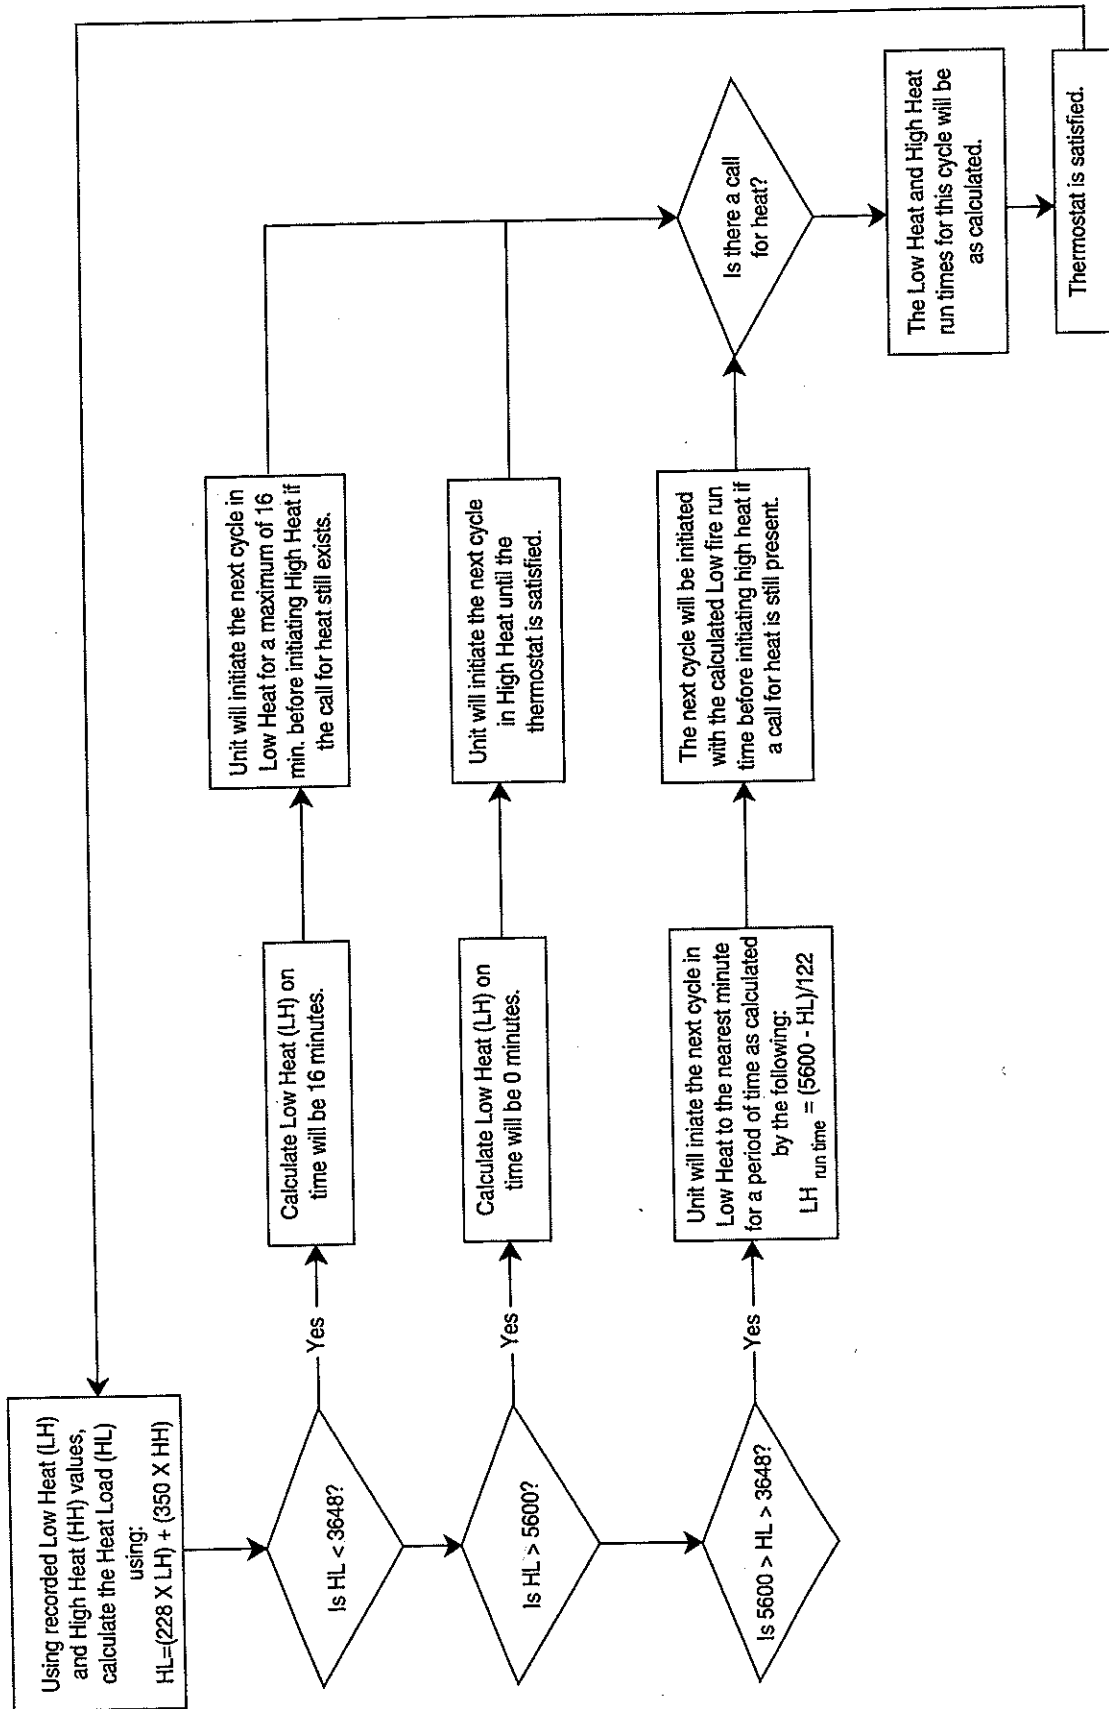 Using recorded Low Heat (LH)
and High Heat (HH) values,
calculate the Heat Load (HL)
using:
HL=(228 X LH) + (350 X HH)
Is HL < 3648?
Yes
Calculate Low Heat (LH) on
time will be 16 minutes.
Unit will initiate the next cycle in
Low Heat for a maximum of 16
min. before initiating High Heat if
the call for heat still exists.
Is HL > 5600?
Yes
Calculate Low Heat (LH) on
time will be 0 minutes.
Unit will initiate the next cycle
in High Heat until the
thermostat is satisfied.
Is 5600 > HL > 3648?
Yes
Unit will iniate the next cycle in
Low Heat to the nearest minute
for a period of time as calculated
by the following:
LH run time = (5600 - HL)/122
The next cycle will be initiated
with the calculated Low fire run
time before initiating high heat if
a call for heat is still present.
Is there a call
for heat?
The Low Heat and High Heat
run times for this cycle will be
as calculated.
Thermostat is satisfied.